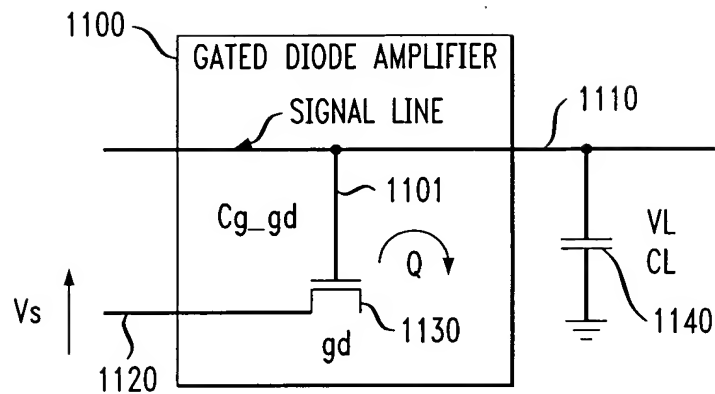 1100
GATED DIODE AMPLIFIER
SIGNAL LINE
1110
1101
Cg_gd
Q
VL
CL
Vs
1130
1140
gd
1120